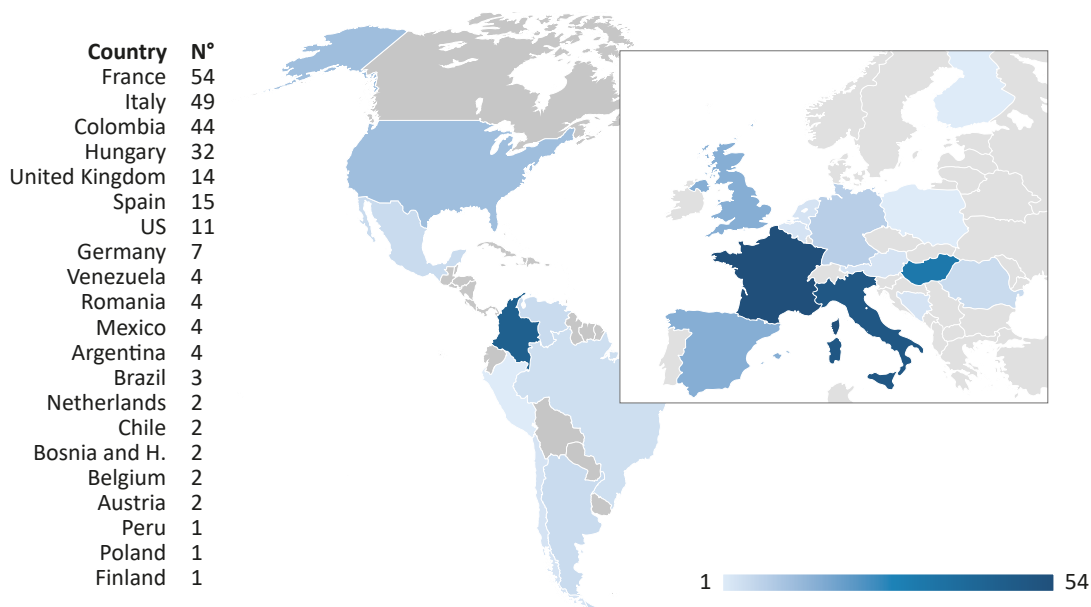 Country N°
France 54
Italy 49
Colombia 44
Hungary 32
United Kingdom 14
Spain 15
US 11
Germany 7
Venezuela 4
Romania 4
Mexico 4
Argentina 4
Brazil 3
Netherlands 2
Chile 2
Bosnia and H. 2
Belgium 2
Austria 2
Peru 1
Poland 1
Finland 1
1 54